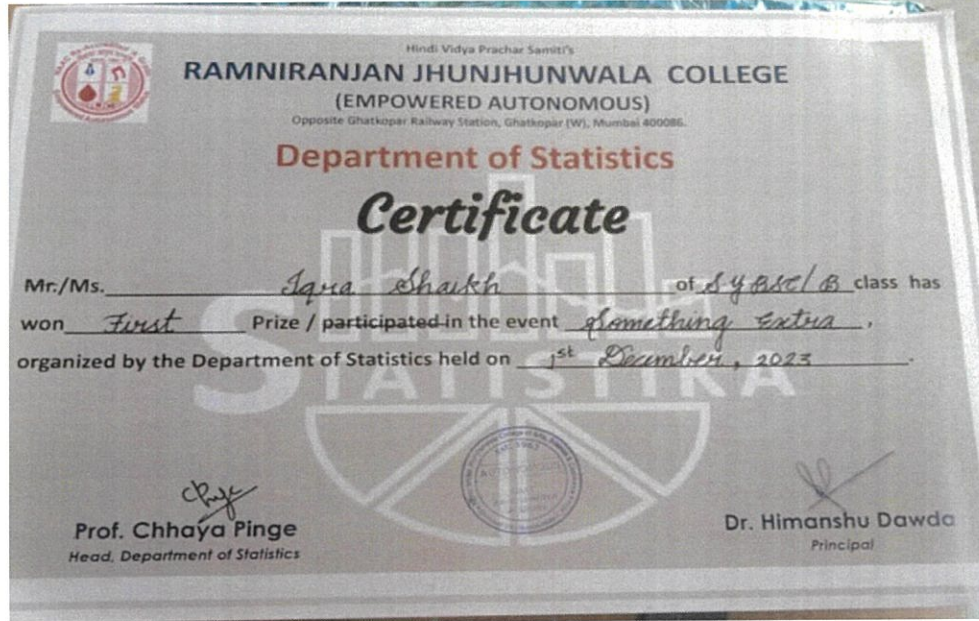 Hindi Vidya Prachar Samiti's
RAMNIRANJAN JHUNJHUNWALA COLLEGE
(EMPOWERED AUTONOMOUS)
Opposite Ghatkopar Railway Station, Ghatkopar (W), Mumbai 400086.
Department of Statistics
Certificate
Mr./Ms. Iqra Shaikh of SYBSC/B class has
won First Prize / participated in the event Something Extra,
organized by the Department of Statistics held on 1st December, 2023.
STATISTIKA
Prof. Chhaya Pinge
Head, Department of Statistics
Dr. Himanshu Dawda
Principal